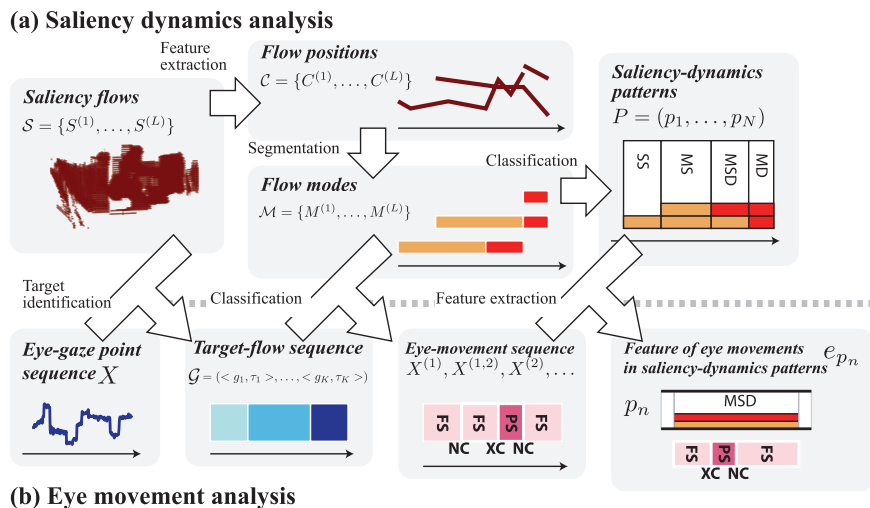 (a) Saliency dynamics analysis
Feature
extraction
Flow positions
C = {C^(1), . . . , C^(L)}
Saliency flows
S = {S^(1), . . . , S^(L)}
Saliency-dynamics
patterns
P = (p_1, . . . , p_N)
SS
MS
MSD
MD
Segmentation
Classification
Flow modes
M = {M^(1), . . . , M^(L)}
Target
identification
Classification
Feature extraction
Eye-gaze point
sequence X
Target-flow sequence
G = (< g_1, τ_1 >, . . . , < g_K, τ_K >)
Eye-movement sequence
X^(1), X^(1,2), X^(2), . . .
FS
FS
PS
FS
NC
XC
NC
Feature of eye movements
in saliency-dynamics patterns e_{p_n}
p_n
MSD
FS
PS
FS
XC
NC
(b) Eye movement analysis